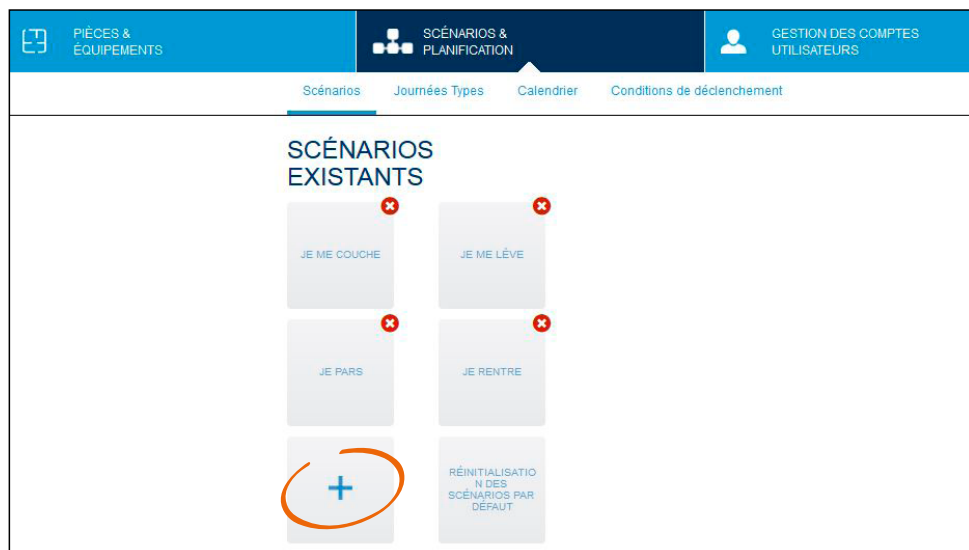 PIÈCES &
ÉQUIPEMENTS
SCÉNARIOS &
PLANIFICATION
GESTION DES COMPTES
UTILISATEURS
Scénarios
Journées Types
Calendrier
Conditions de déclenchement
SCÉNARIOS
EXISTANTS
JE ME COUCHE
JE ME LÈVE
JE PARS
JE RENTRE
+
RÉINITIALISATIO
N DES
SCÉNARIOS PAR
DÉFAUT